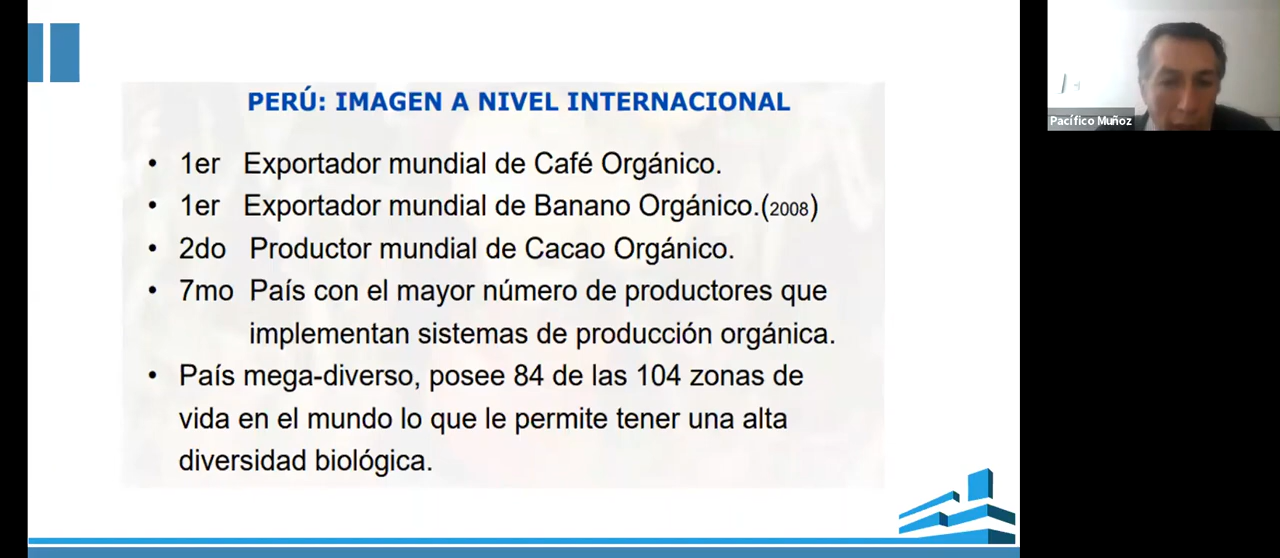 PERÚ: IMAGEN A NIVEL INTERNACIONAL
• 1er Exportador mundial de Café Orgánico.
• 1er Exportador mundial de Banano Orgánico.(2008)
• 2do Productor mundial de Cacao Orgánico.
• 7mo País con el mayor número de productores que
implementan sistemas de producción orgánica.
• País mega-diverso, posee 84 de las 104 zonas de
vida en el mundo lo que le permite tener una alta
diversidad biológica.
Pacífico Muñoz